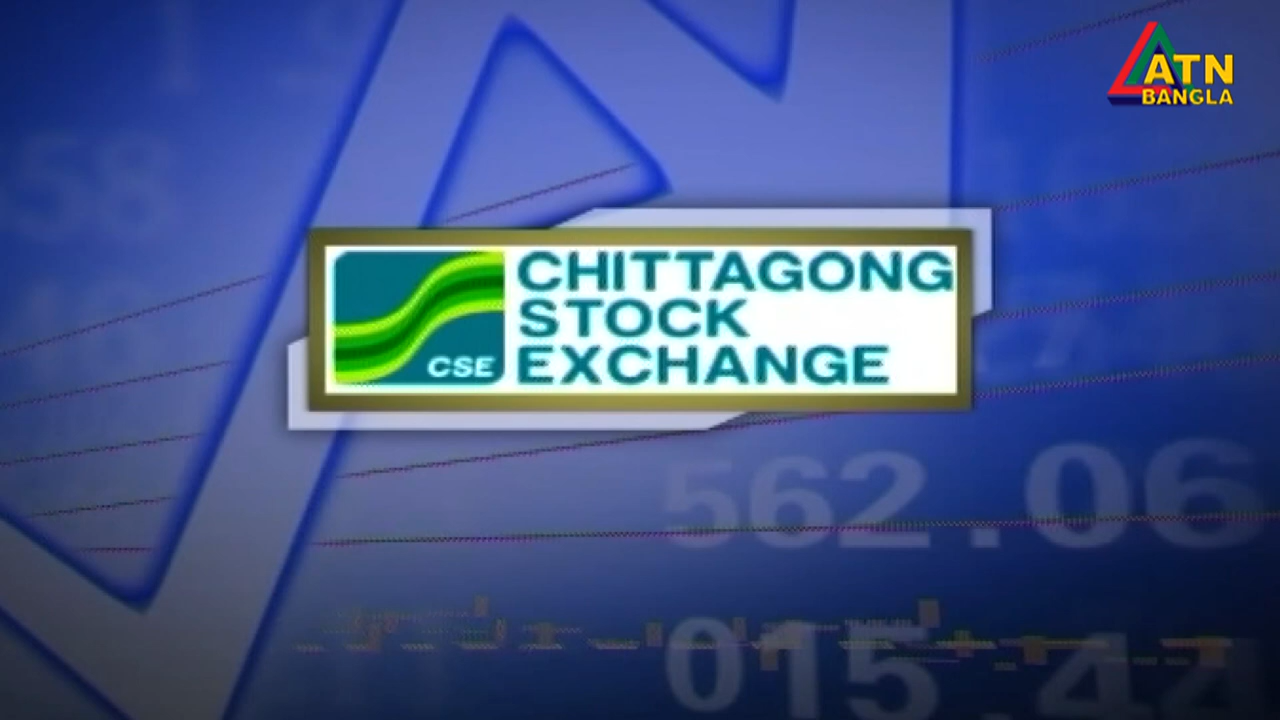 ATN
BANGLA
CHITTAGONG
STOCK
EXCHANGE
CSE
562.06